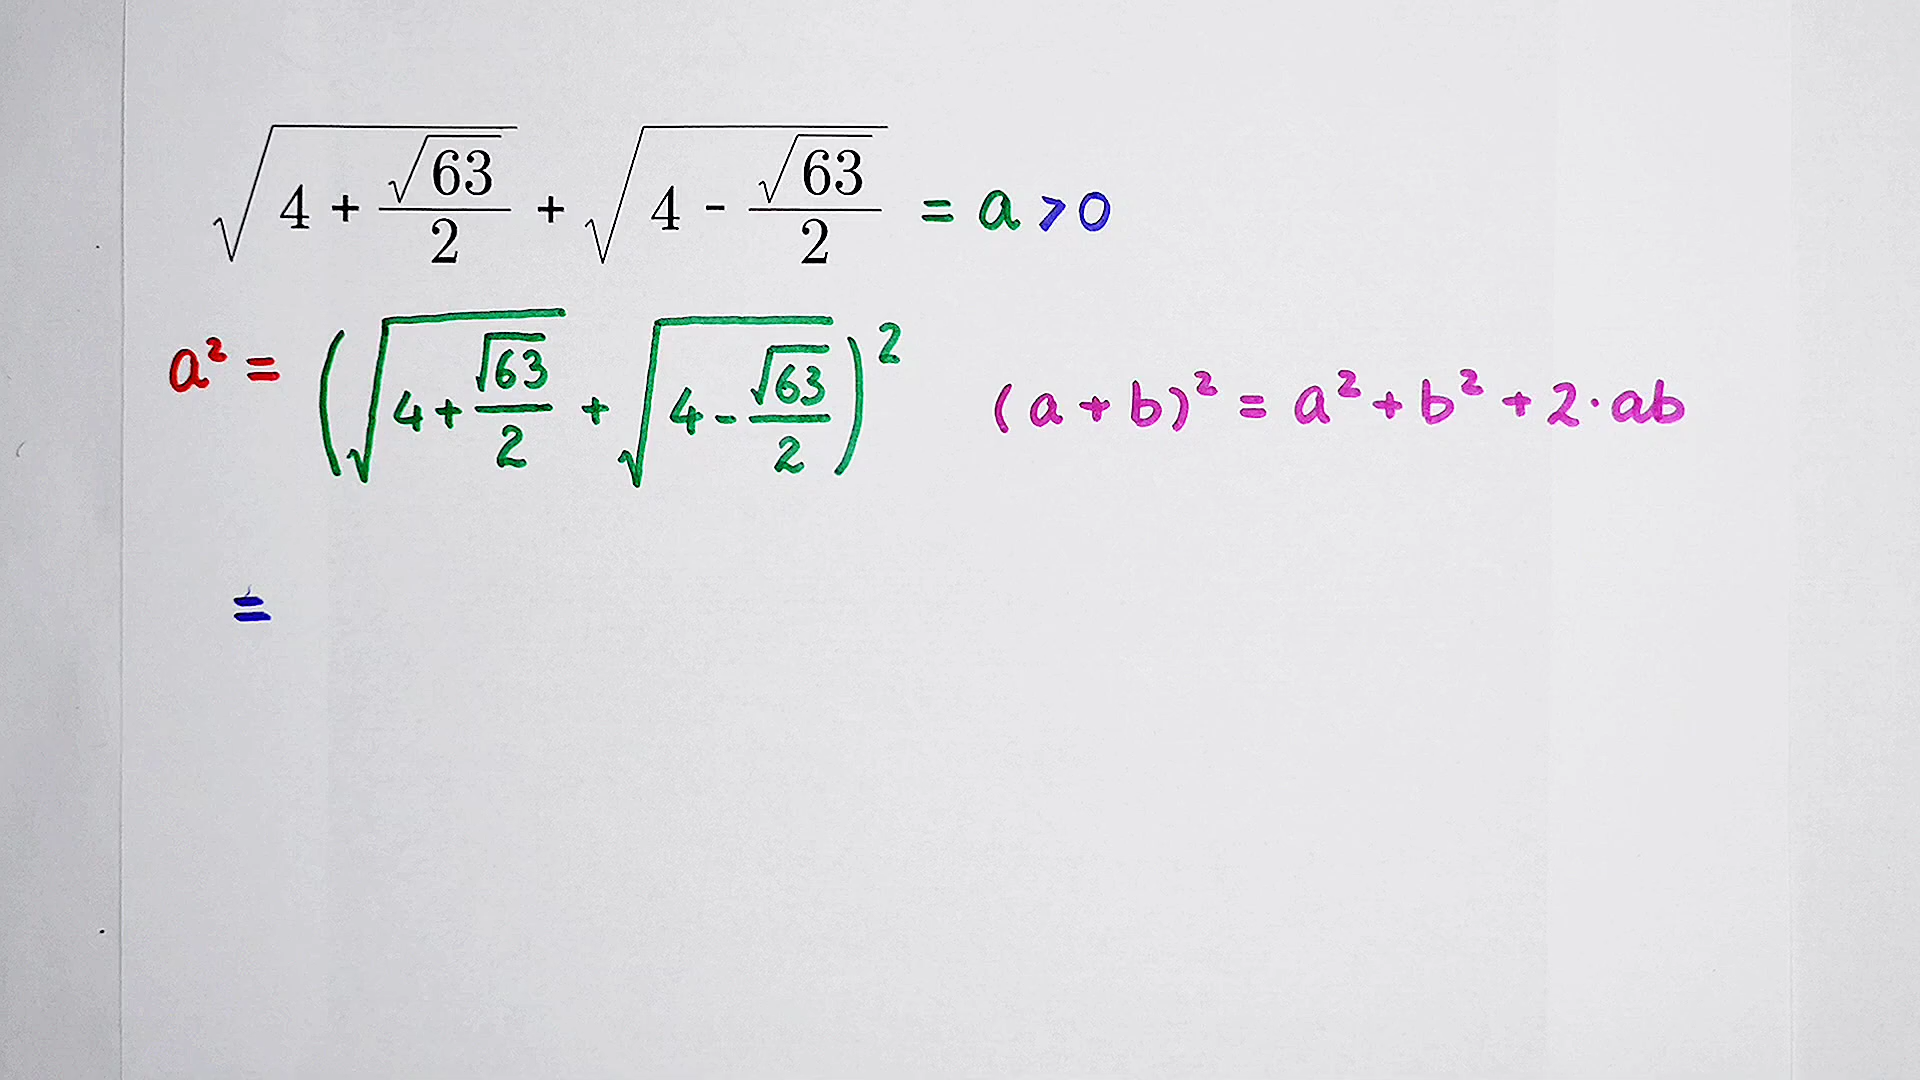 √(4 + √63/2) + √(4 - √63/2) = a > 0
a² = (√(4 + √63/2) + √(4 - √63/2))² (a + b)² = a² + b² + 2 · ab
=